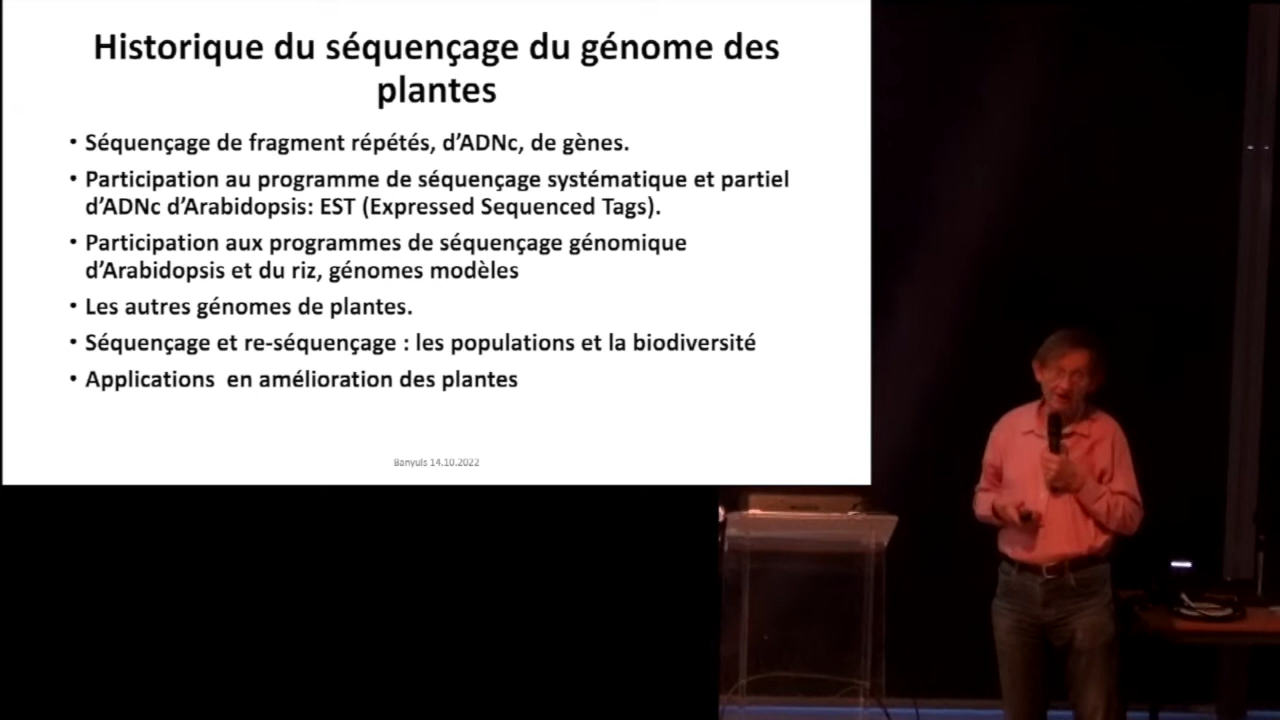 Historique du séquençage du génome des
plantes
• Séquençage de fragment répétés, d’ADNc, de gènes.
• Participation au programme de séquençage systématique et partiel
d’ADNc d’Arabidopsis: EST (Expressed Sequenced Tags).
• Participation aux programmes de séquençage génomique
d’Arabidopsis et du riz, génomes modèles
• Les autres génomes de plantes.
• Séquençage et re-séquençage : les populations et la biodiversité
• Applications  en amélioration des plantes
Banyuls 14.10.2022